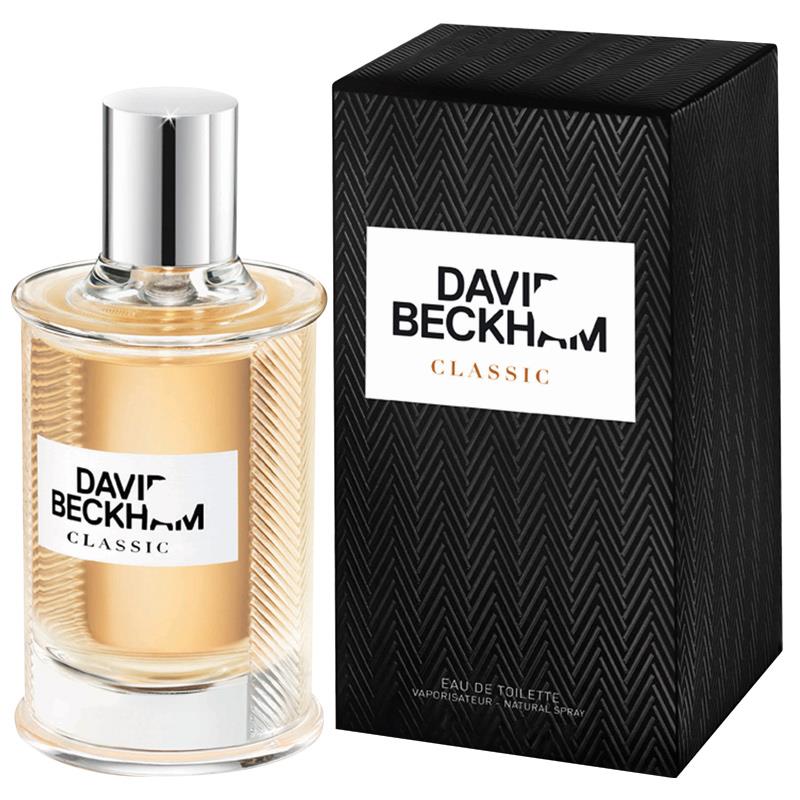 DAVID
BECKHAM
CLASSIC
DAVID
BECKHAM
CLASSIC
EAU DE TOILETTE
VAPORISATEUR - NATURAL SPRAY